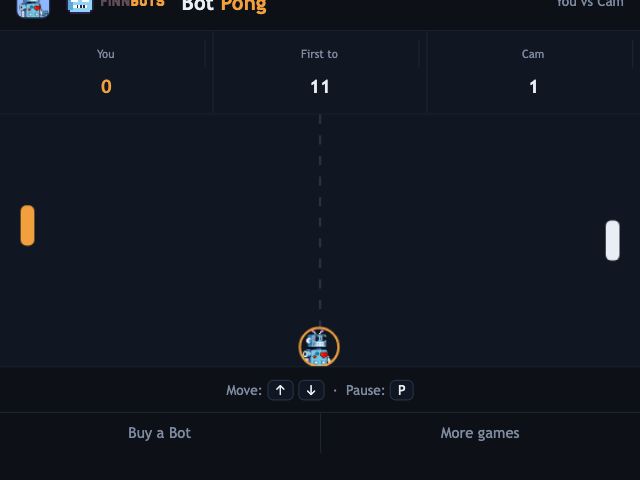 FINNBOTS Bot Pong You vs Cam
You First to Cam
0 11 1
Move: ↑ ↓ · Pause: P
Buy a Bot More games